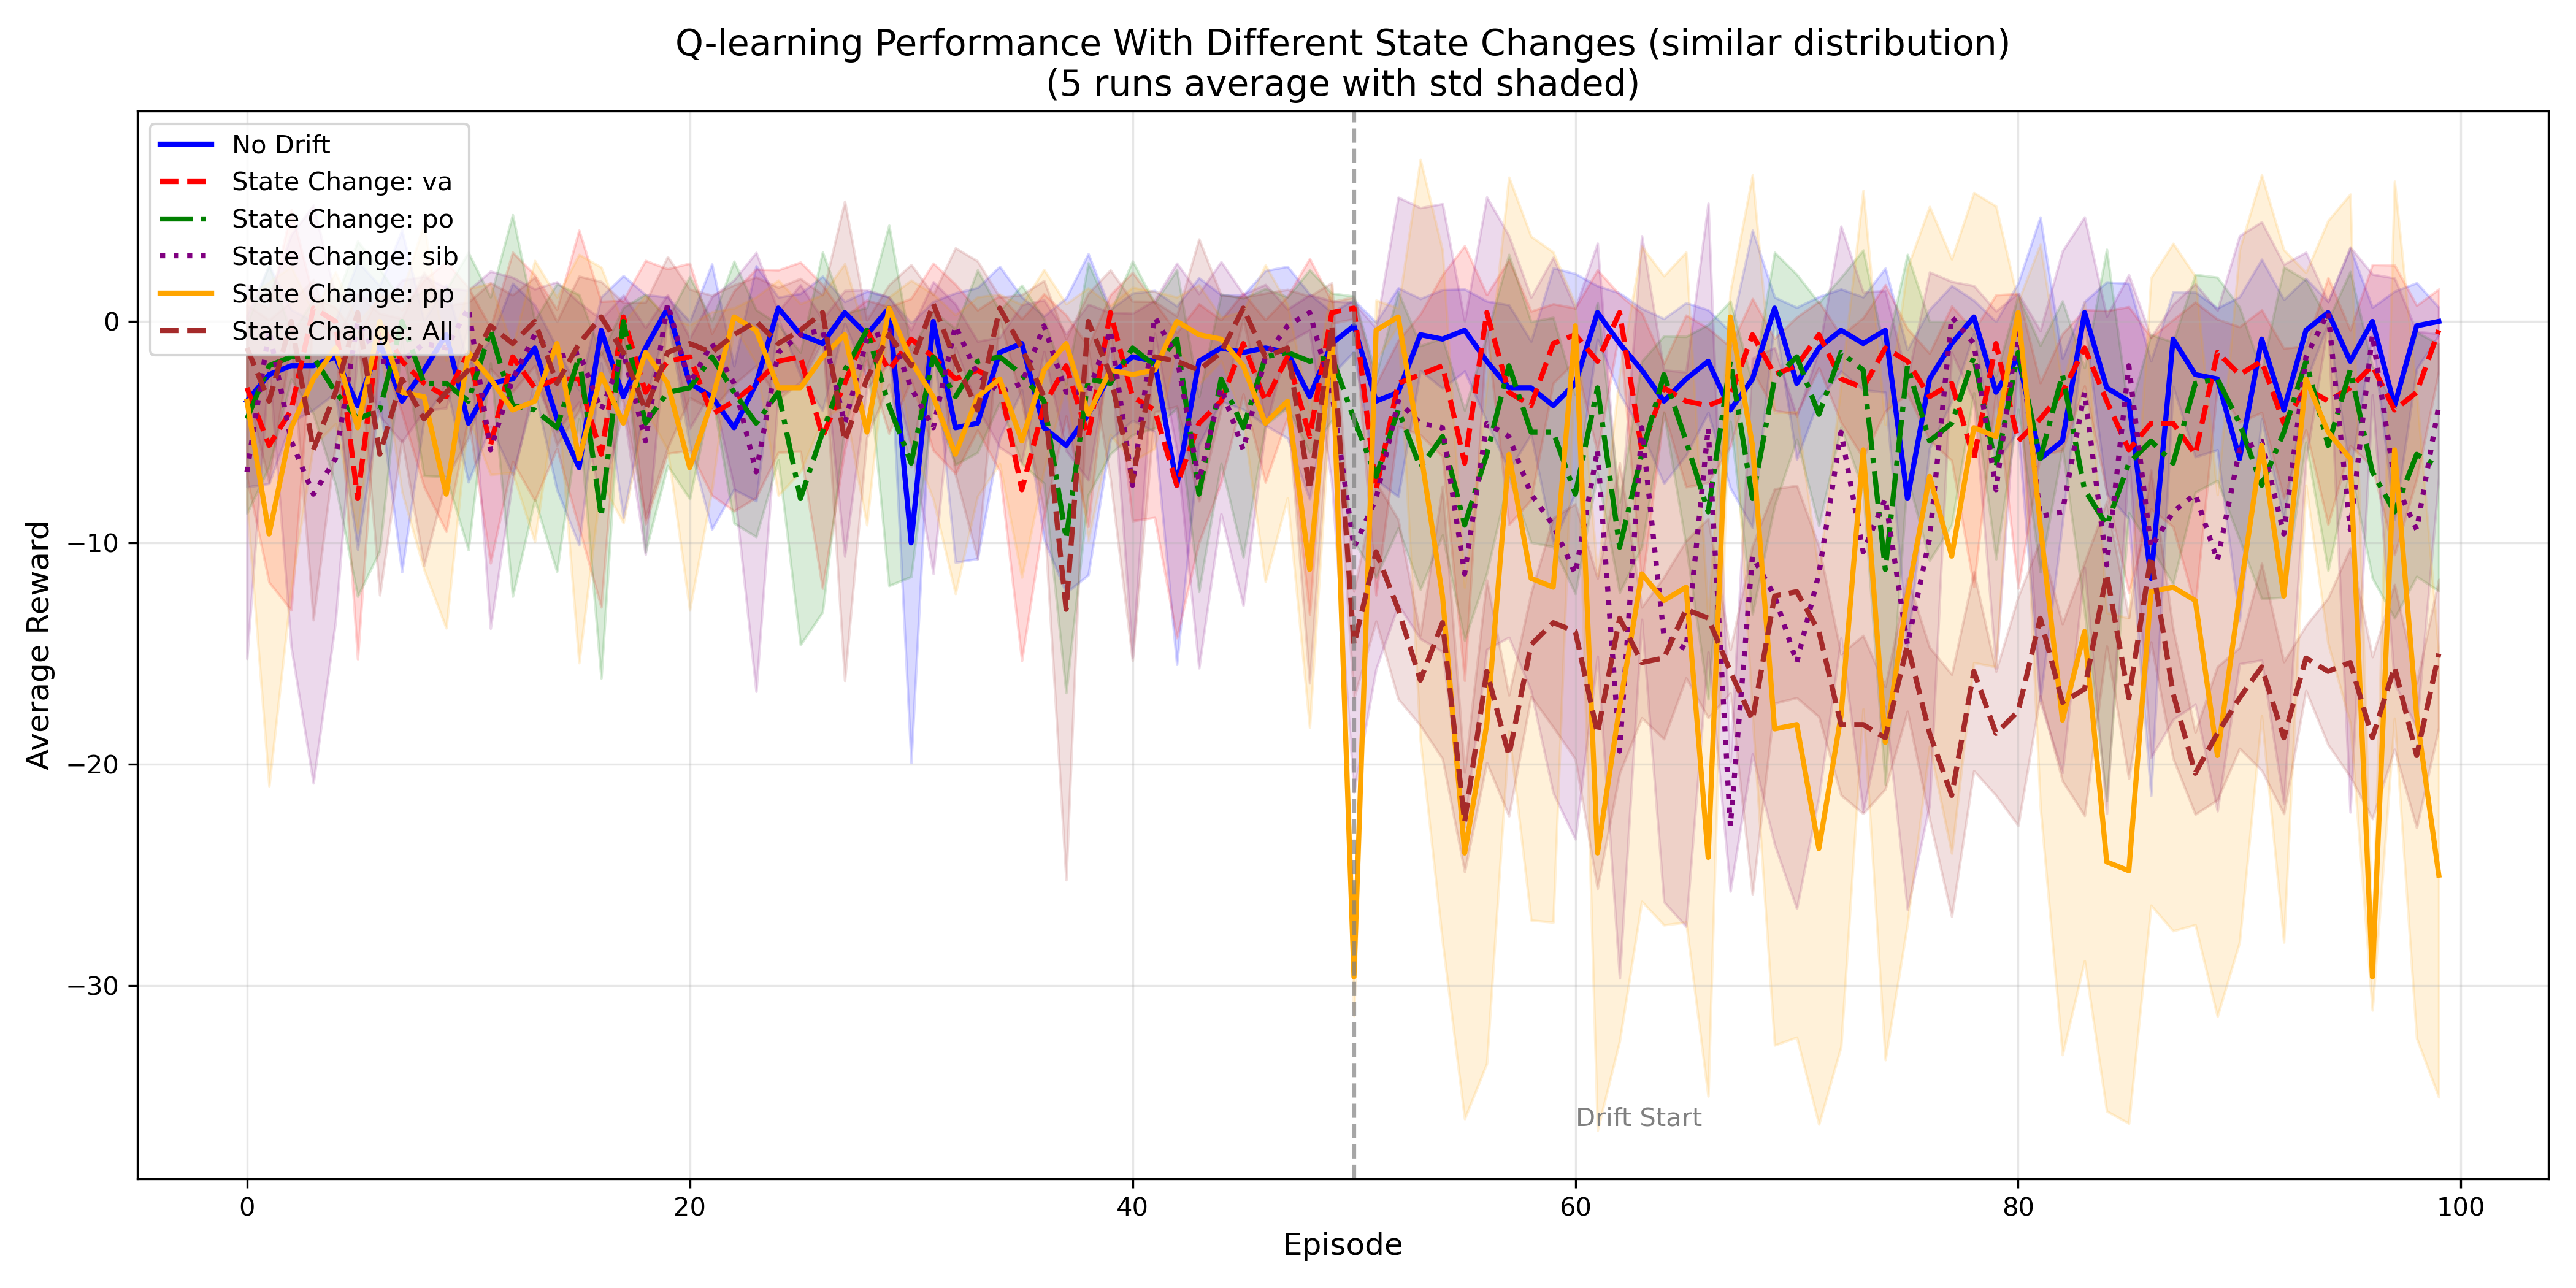 Q-learning Performance With Different State Changes (similar distribution)
(5 runs average with std shaded)
No Drift
State Change: va
State Change: po
State Change: sib
State Change: pp
State Change: All
Average Reward
0
−10
−20
−30
Drift Start
0
20
40
60
80
100
Episode